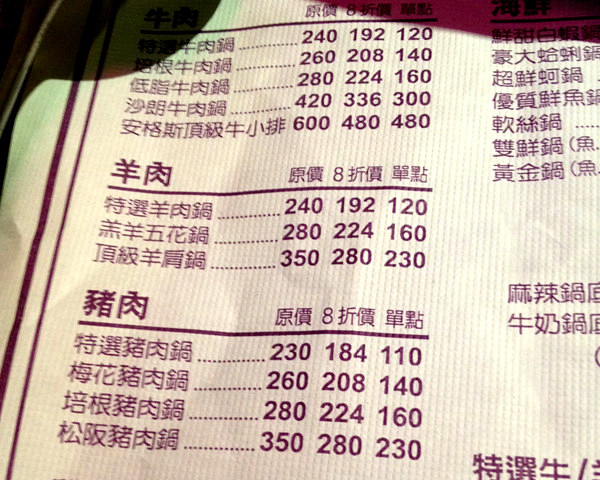 牛肉 原價 8折價 單點
特選牛肉鍋 240 192 120
培根牛肉鍋 260 208 140
低脂牛肉鍋 280 224 160
沙朗牛肉鍋 420 336 300
安格斯頂級牛小排 600 480 480
羊肉 原價 8折價 單點
特選羊肉鍋 240 192 120
羔羊五花鍋 280 224 160
頂級羊肩鍋 350 280 230
豬肉 原價 8折價 單點
特選豬肉鍋 230 184 110
梅花豬肉鍋 260 208 140
培根豬肉鍋 280 224 160
松阪豬肉鍋 350 280 230
海鮮
鮮甜白蝦鍋
豪大蛤蜊鍋
超鮮蚵鍋
優質鮮魚鍋
軟絲鍋
雙鮮鍋(魚.
黃金鍋(魚.
麻辣鍋底
牛奶鍋底
(
特選牛/羊